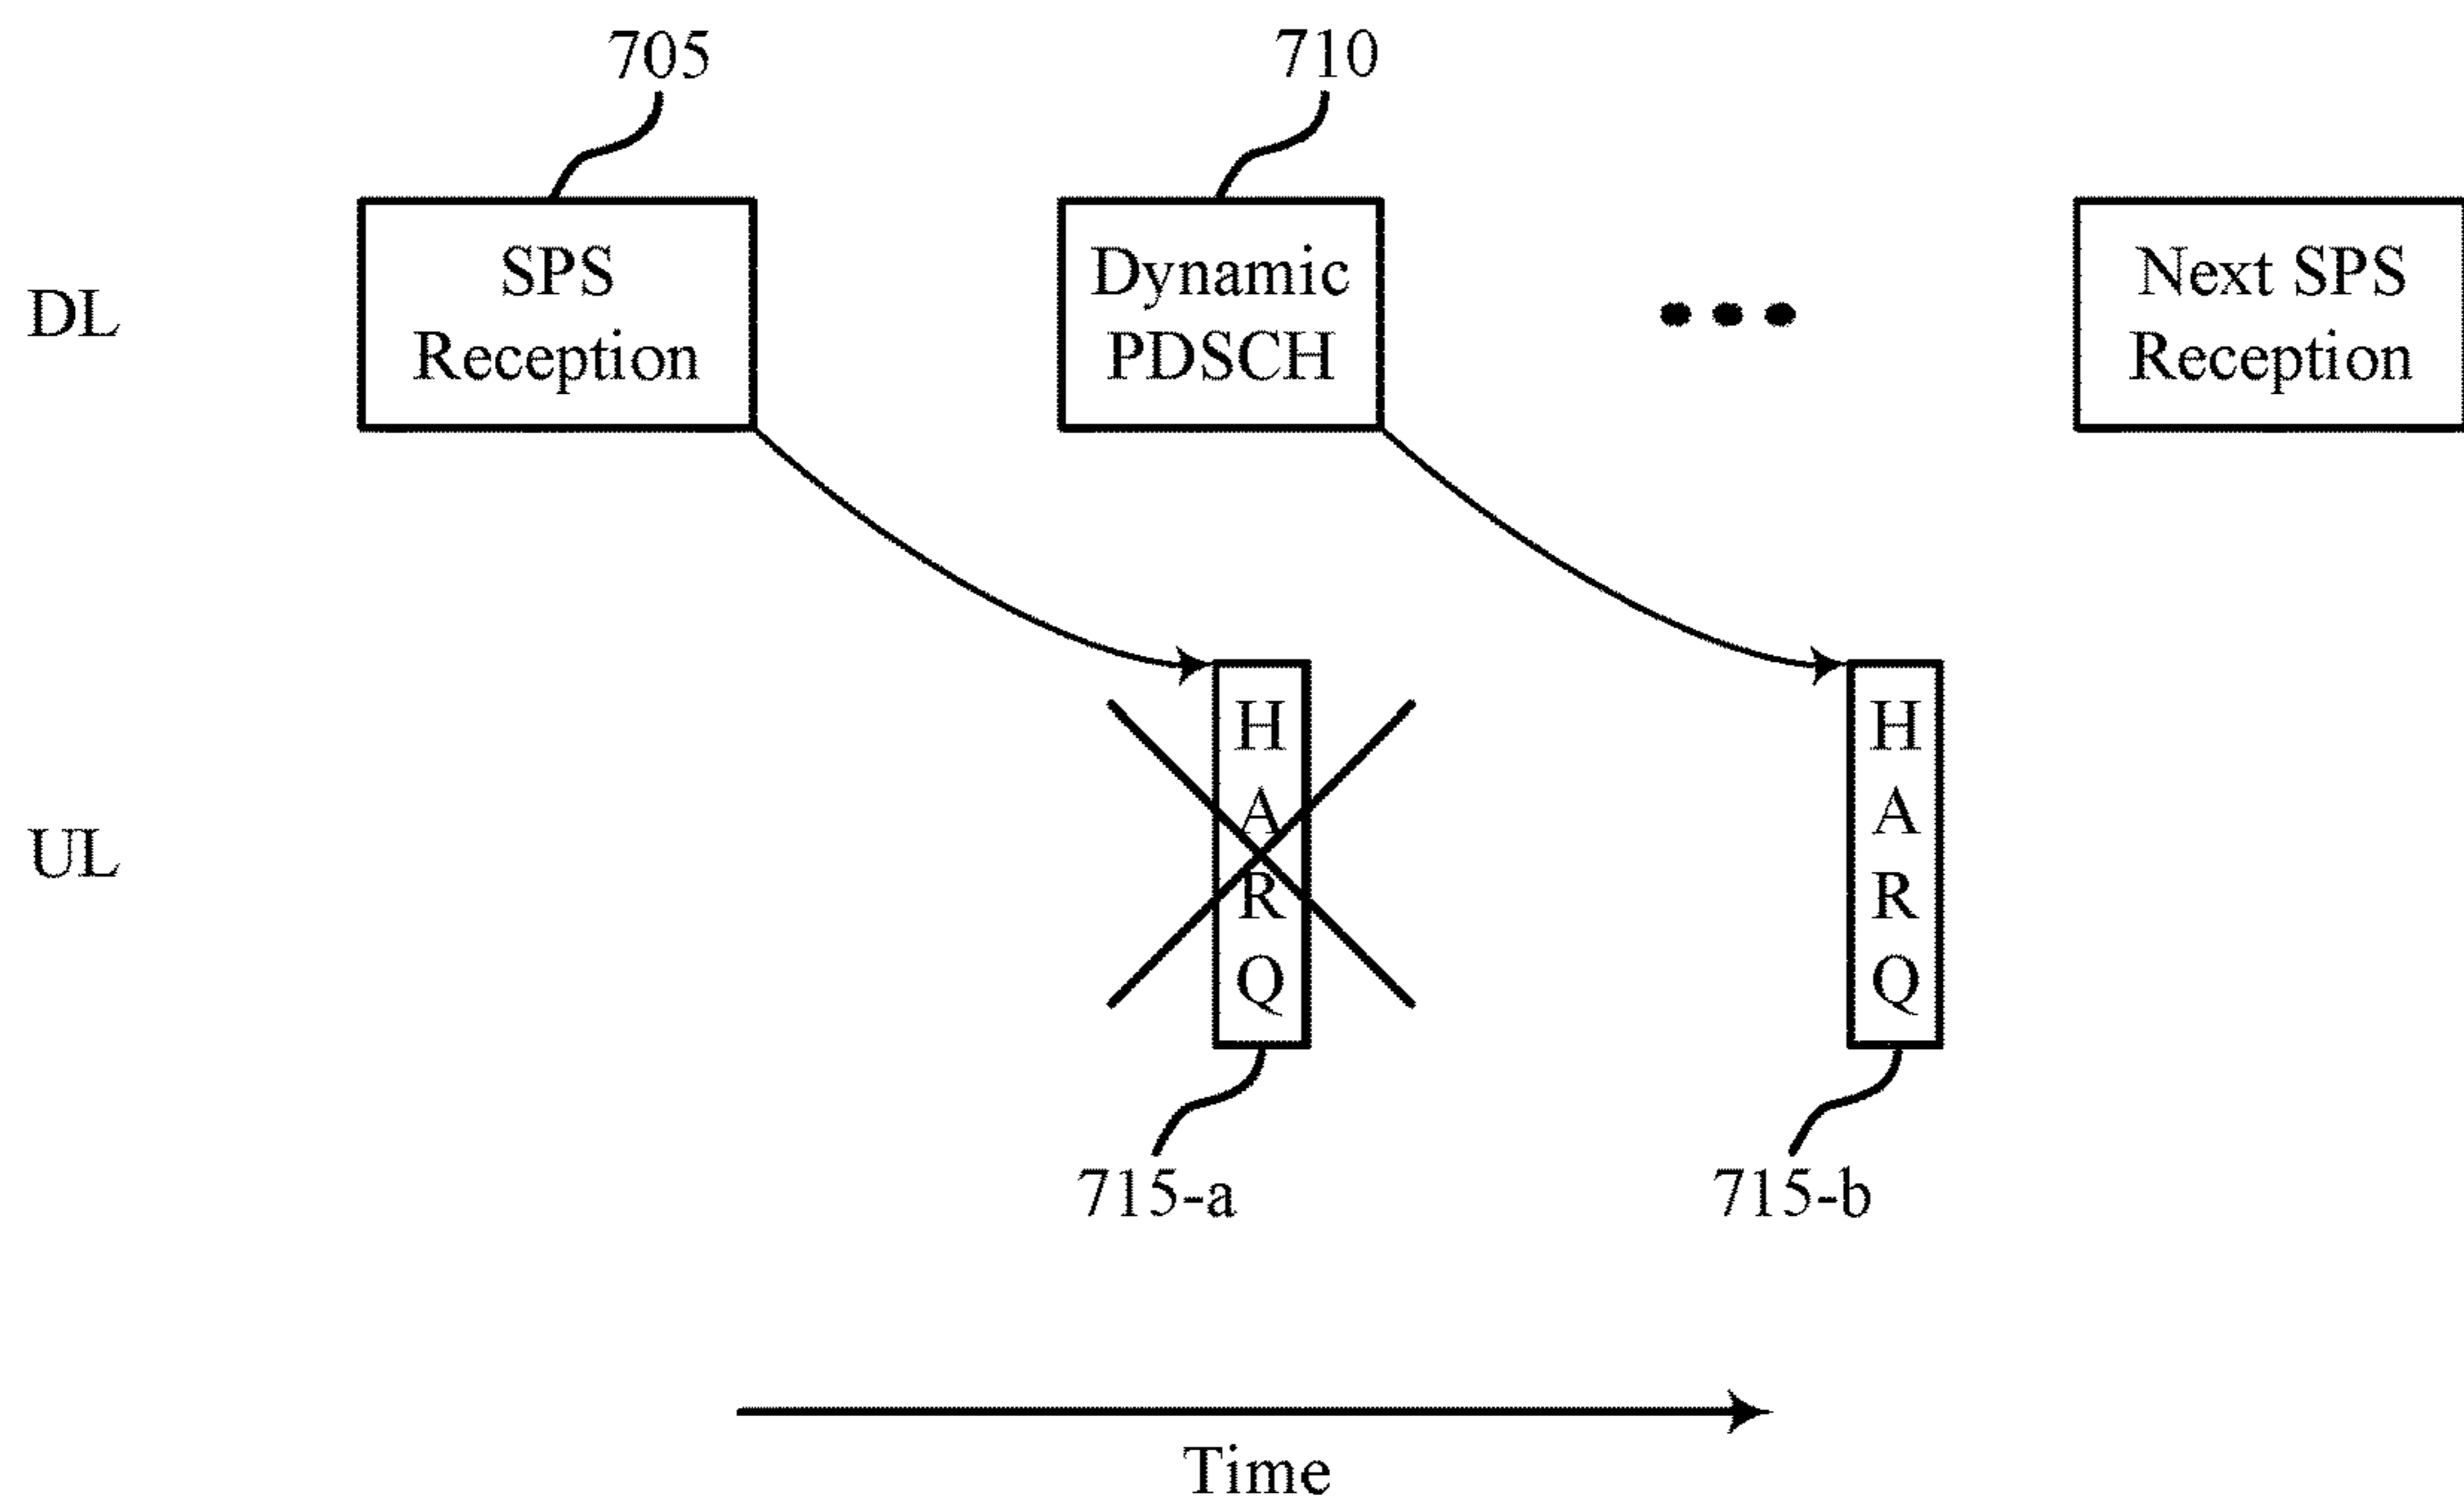 705
710
DL
SPS
Reception
Dynamic
PDSCH
Next SPS
Reception
UL
H
A
R
Q
H
A
R
Q
715-a
715-b
Time